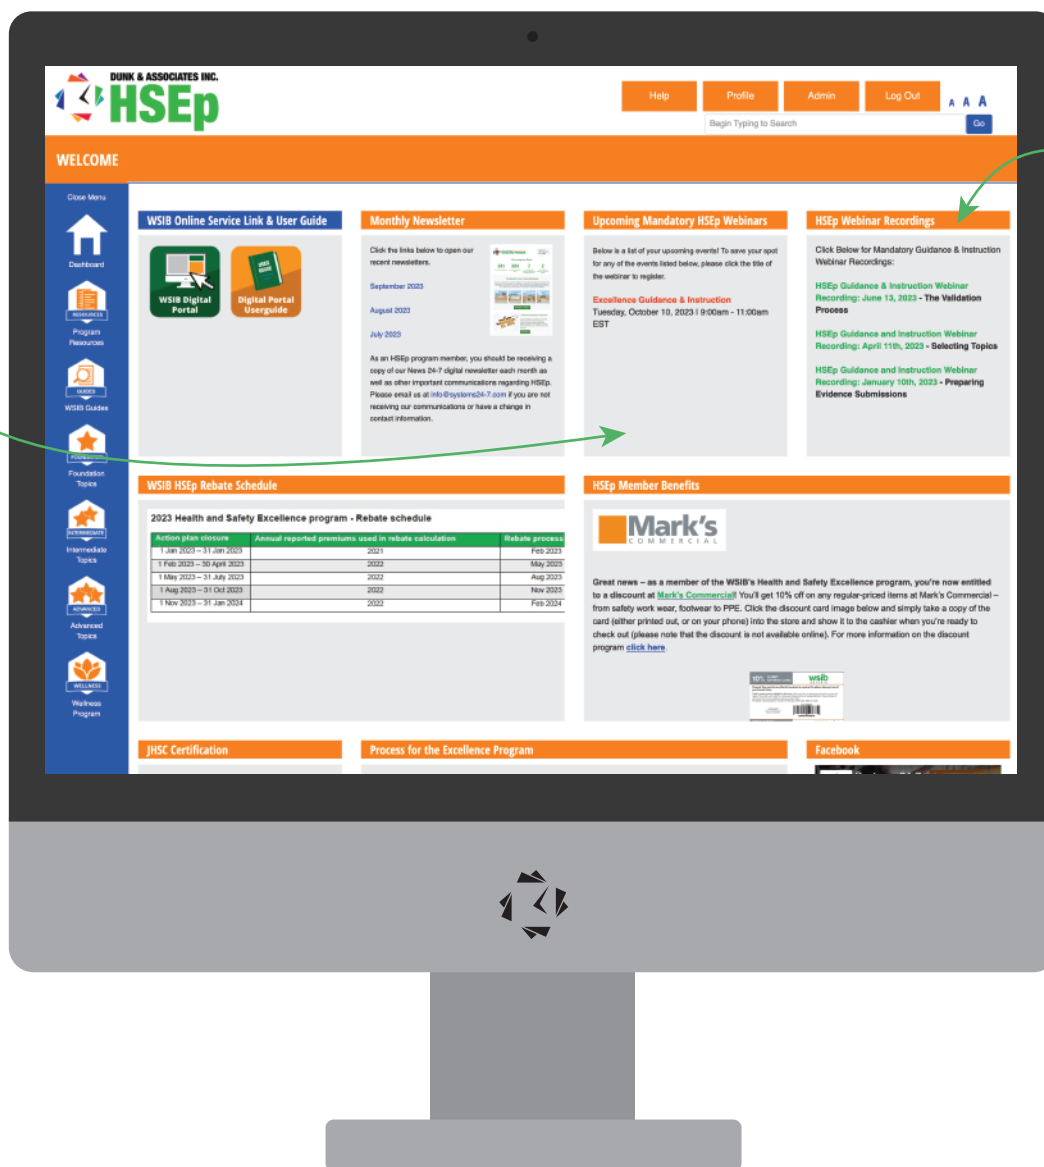 DUNK & ASSOCIATES INC.
HSEp
Help
Profile
Admin
Log Out
A A A
Begin Typing to Search
Go
WELCOME
Close Menu
Dashboard
RESOURCES
Program
Resources
GUIDES
WSIB Guides
FOUNDATION
Foundation
Topics
INTERMEDIATE
Intermediate
Topics
ADVANCED
Advanced
Topics
WELLNESS
Wellness
Program
WSIB Online Service Link & User Guide
WSIB Digital
Portal
USER
GUIDE
Digital Portal
Userguide
Monthly Newsletter
Click the links below to open our
recent newsletters.
September 2023
August 2023
July 2023
As an HSEp program member, you should be receiving a
copy of our News 24-7 digital newsletter each month as
well as other important communications regarding HSEp.
Please email us at info@systems24-7.com if you are not
receiving our communications or have a change in
contact information.
Upcoming Mandatory HSEp Webinars
Below is a list of your upcoming events! To save your spot
for any of the events listed below, please click the title of
the webinar to register.
Excellence Guidance & Instruction
Tuesday, October 10, 2023 I 9:00am - 11:00am
EST
HSEp Webinar Recordings
Click Below for Mandatory Guidance & Instruction
Webinar Recordings:
HSEp Guidance & Instruction Webinar
Recording: June 13, 2023 - The Validation
Process
HSEp Guidance and Instruction Webinar
Recording: April 11th, 2023 - Selecting Topics
HSEp Guidance and Instruction Webinar
Recording: January 10th, 2023 - Preparing
Evidence Submissions
WSIB HSEp Rebate Schedule
2023 Health and Safety Excellence program - Rebate schedule
Action plan closure Annual reported premiums used in rebate calculation Rebate process
1 Jan 2023 – 31 Jan 2023 2021 Feb 2023
1 Feb 2023 – 30 April 2023 2022 May 2023
1 May 2023 – 31 July 2023 2022 Aug 2023
1 Aug 2023 – 31 Oct 2023 2022 Nov 2023
1 Nov 2023 – 31 Jan 2024 2022 Feb 2024
HSEp Member Benefits
Mark's
COMMERCIAL
Great news – as a member of the WSIB's Health and Safety Excellence program, you're now entitled
to a discount at Mark's Commercial! You'll get 10% off on any regular-priced items at Mark's Commercial –
from safety work wear, footwear to PPE. Click the discount card image below and simply take a copy of the
card (either printed out, or on your phone) into the store and show it to the cashier when you're ready to
check out (please note that the discount is not available online). For more information on the discount
program click here.
10%
wsib
JHSC Certification
Process for the Excellence Program
Facebook